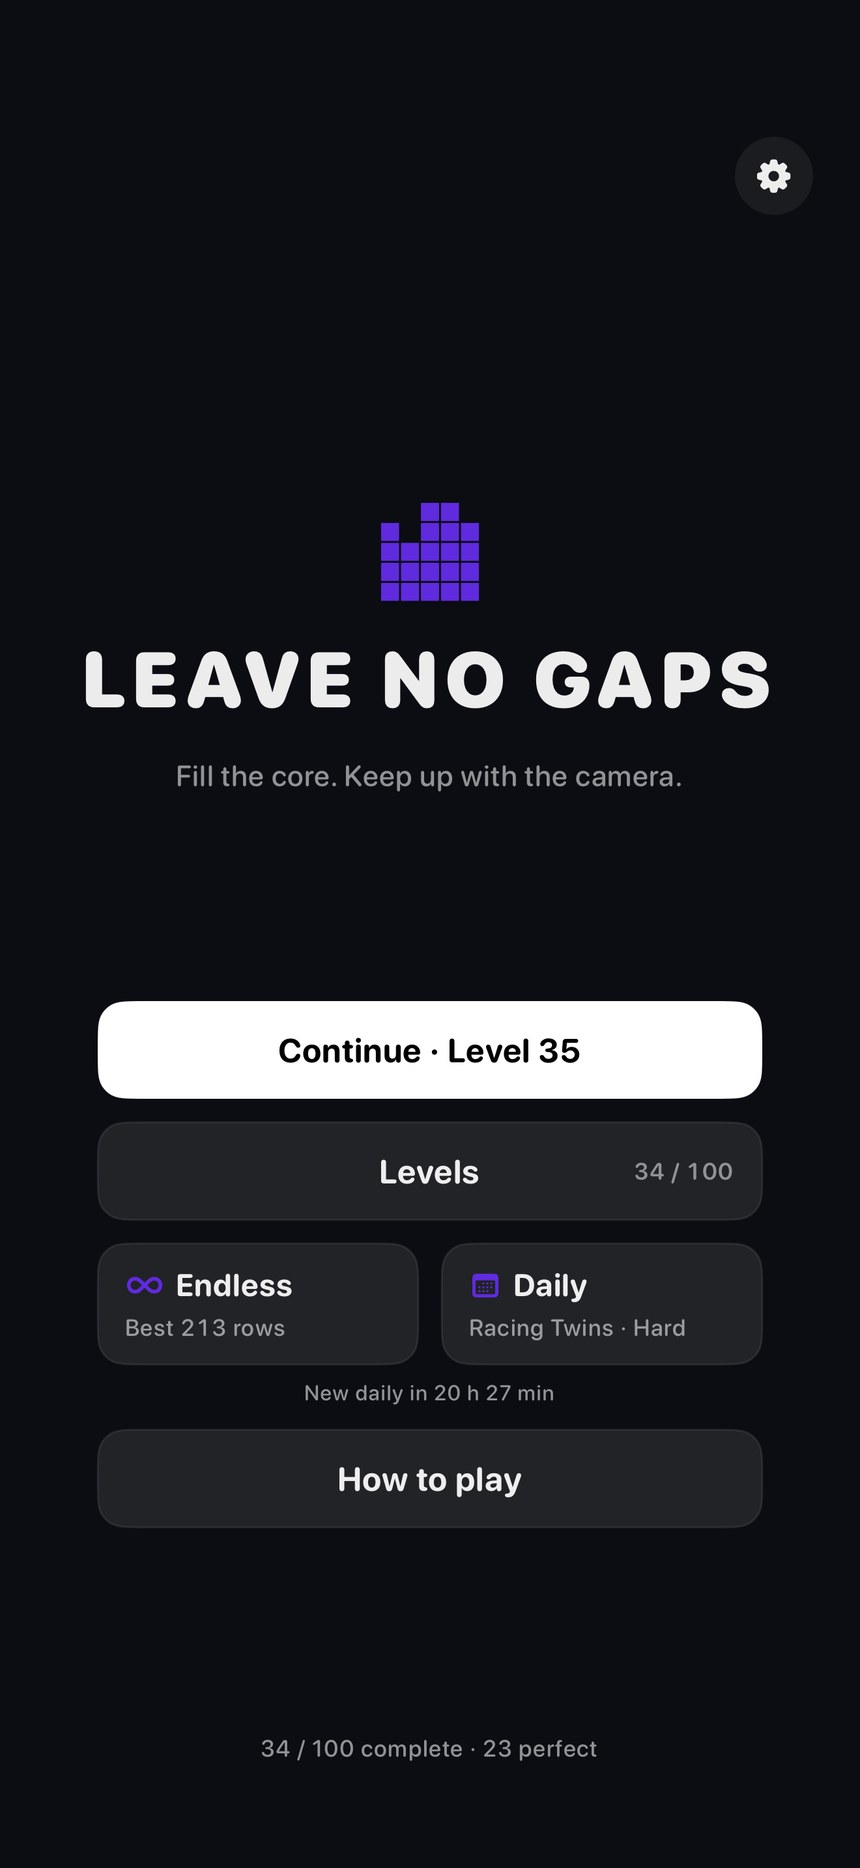 LEAVE NO GAPS
Fill the core. Keep up with the camera.
Continue · Level 35
Levels 34 / 100
Endless
Best 213 rows
Daily
Racing Twins · Hard
New daily in 20 h 27 min
How to play
34 / 100 complete · 23 perfect